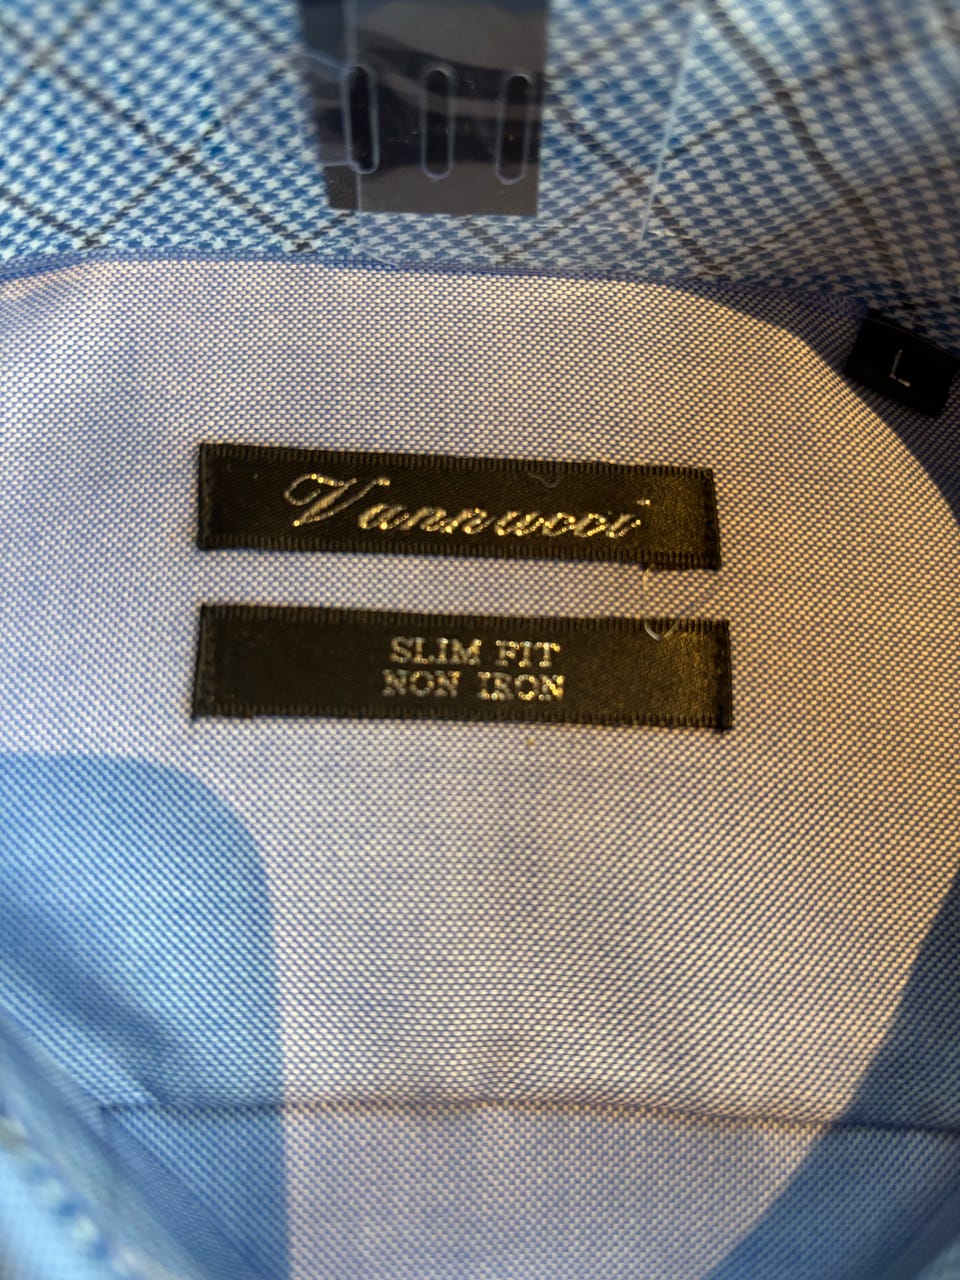 L
Vannucci
SLIM FIT
NON IRON